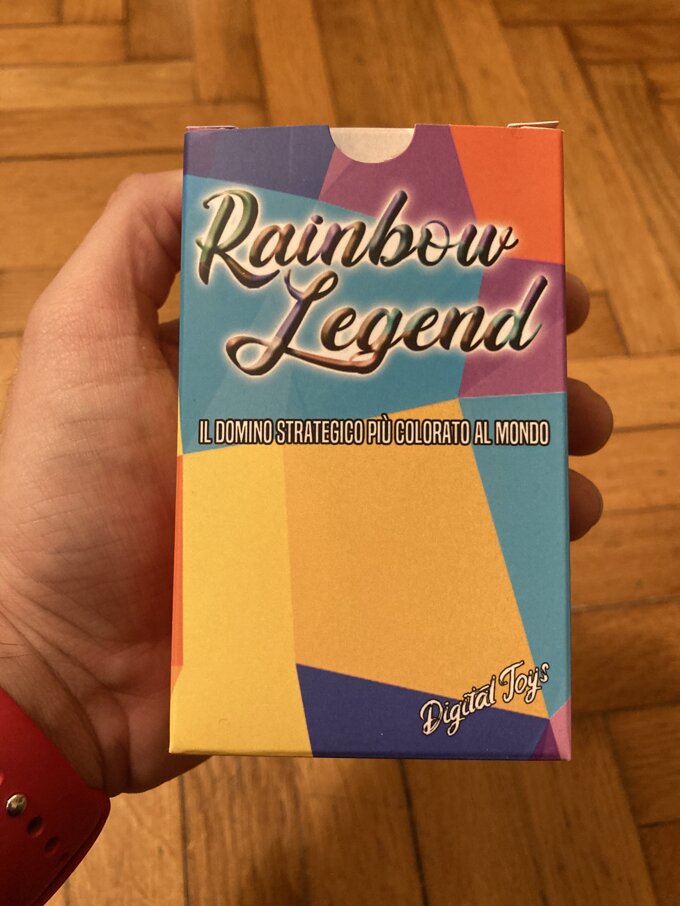 Rainbow
Legend
IL DOMINO STRATEGICO PIÙ COLORATO AL MONDO
Digital Toys